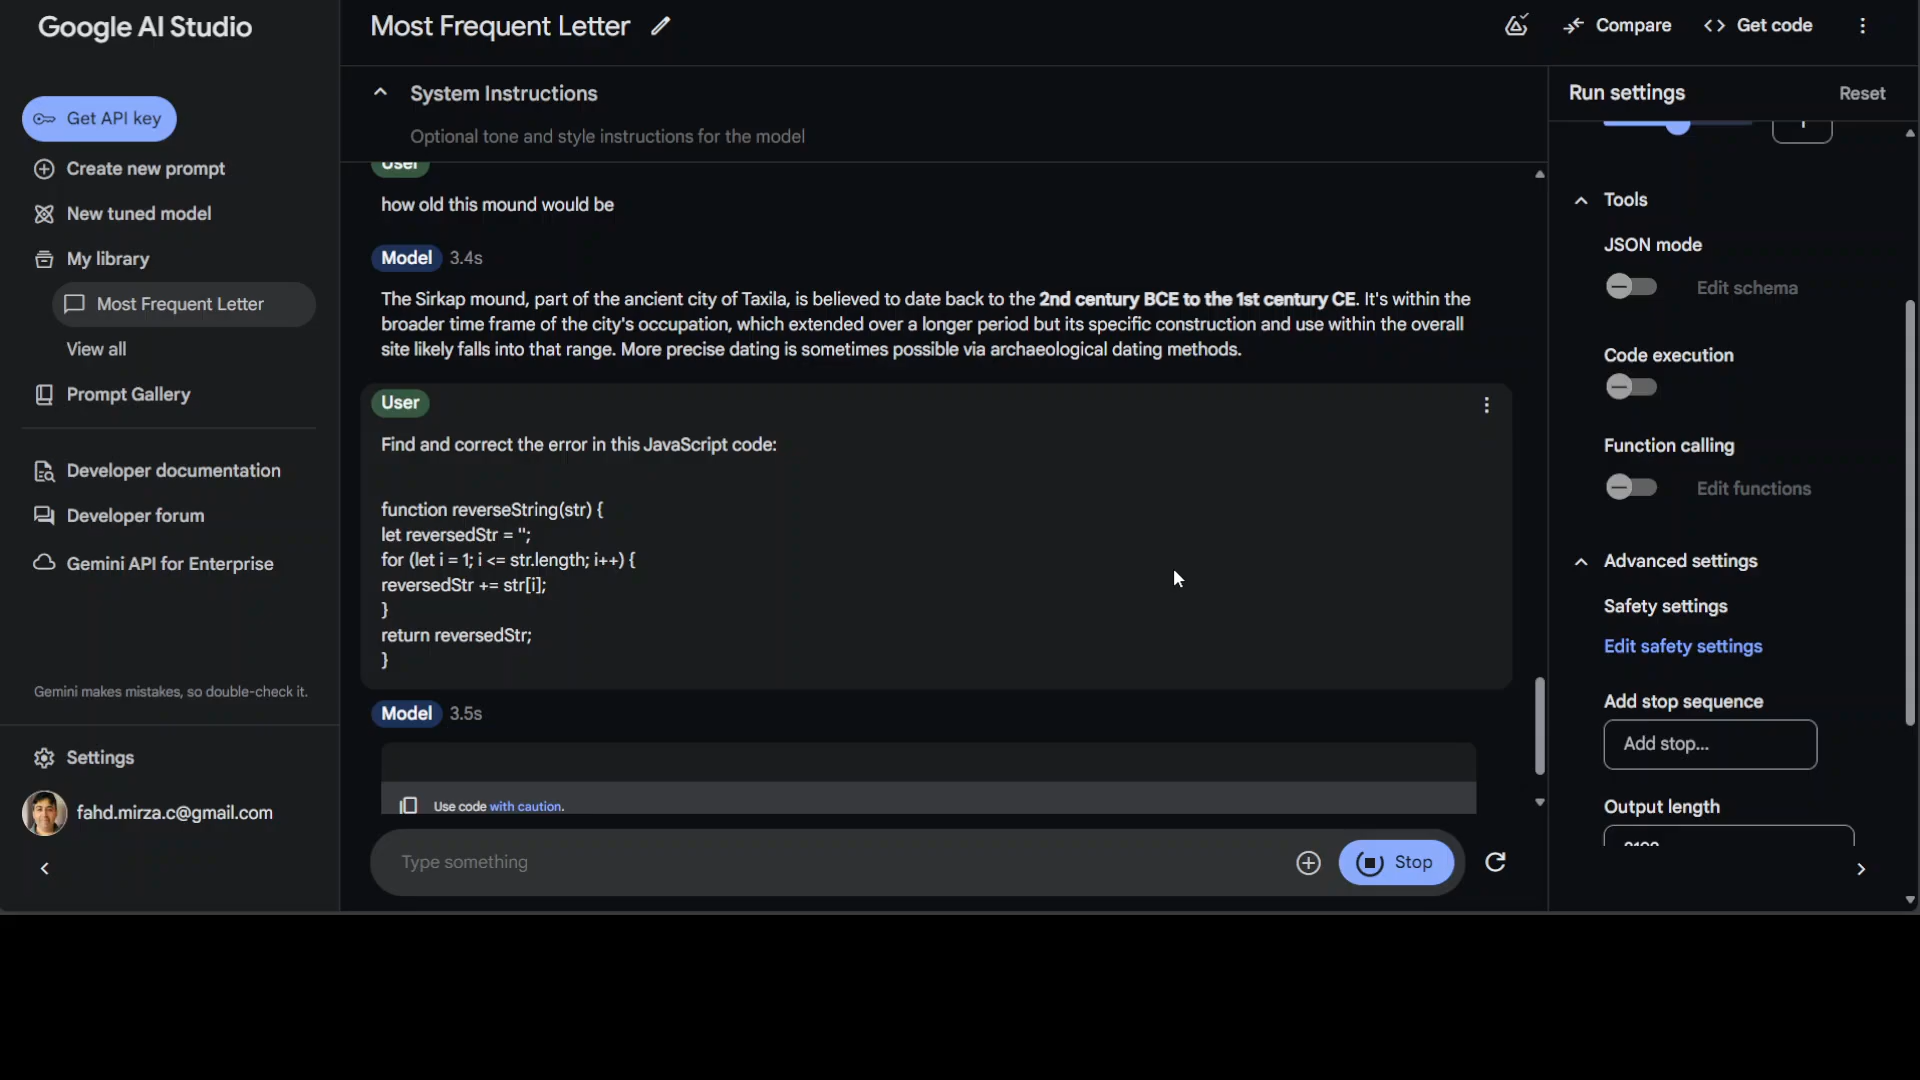 Google AI Studio
Get API key
Create new prompt
New tuned model
My library
Most Frequent Letter
View all
Prompt Gallery
Developer documentation
Developer forum
Gemini API for Enterprise
Gemini makes mistakes, so double-check it.
Settings
fahd.mirza.c@gmail.com
Most Frequent Letter
Compare
<> Get code
System Instructions
Optional tone and style instructions for the model
User
how old this mound would be
Model 3.4s
The Sirkap mound, part of the ancient city of Taxila, is believed to date back to the 2nd century BCE to the 1st century CE. It's within the
broader time frame of the city's occupation, which extended over a longer period but its specific construction and use within the overall
site likely falls into that range. More precise dating is sometimes possible via archaeological dating methods.
User
Find and correct the error in this JavaScript code:
function reverseString(str) {
let reversedStr = '';
for (let i = 1; i <= str.length; i++) {
reversedStr += str[i];
}
return reversedStr;
}
Model 3.5s
Use code with caution.
Type something
Stop
Run settings
Reset
Tools
JSON mode
Edit schema
Code execution
Function calling
Edit functions
Advanced settings
Safety settings
Edit safety settings
Add stop sequence
Add stop...
Output length